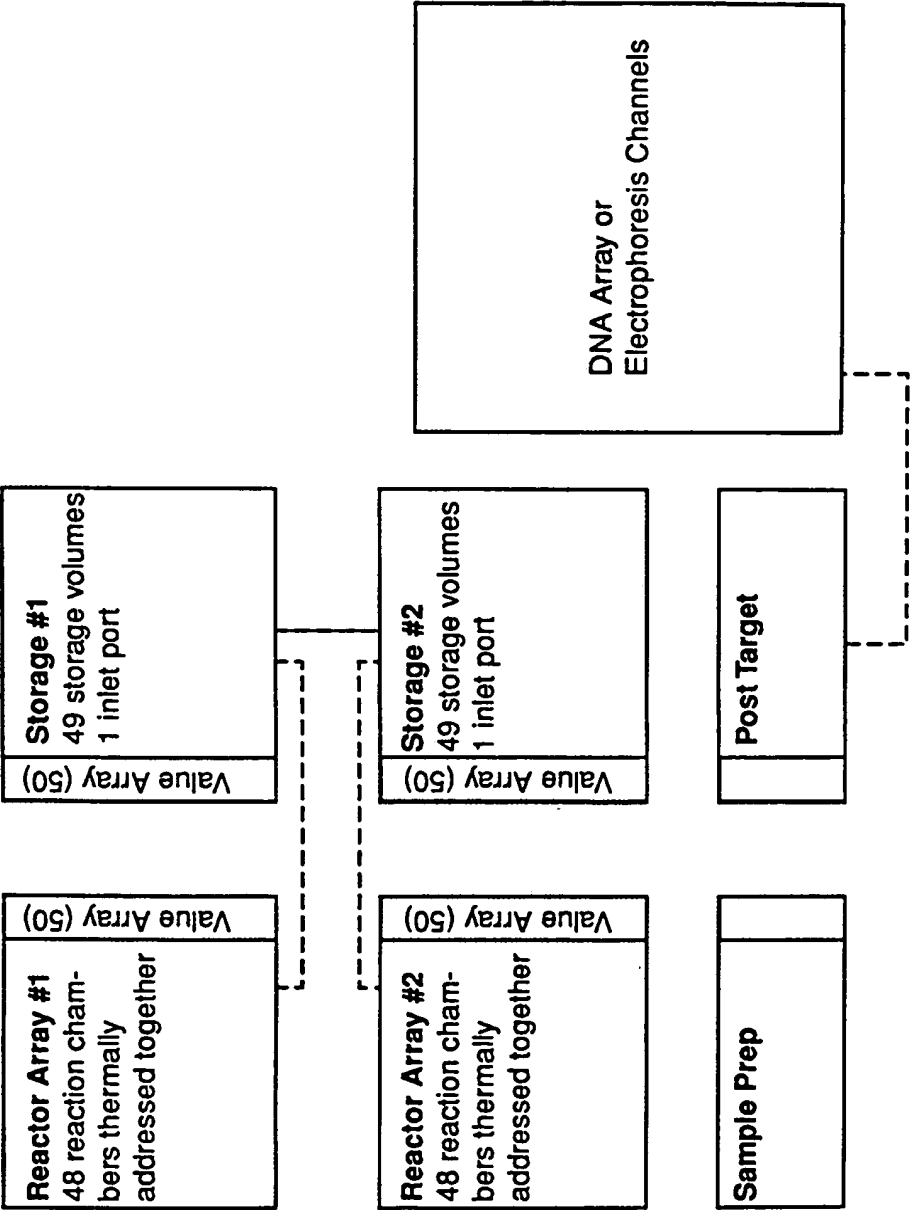 Reactor Array #1
48 reaction cham-
bers thermally
addressed together
Value Array (50)
Value Array (50)
Storage #1
49 storage volumes
1 inlet port
Reactor Array #2
48 reaction cham-
bers thermally
addressed together
Value Array (50)
Value Array (50)
Storage #2
49 storage volumes
1 inlet port
Sample Prep
Post Target
DNA Array or
Electrophoresis Channels